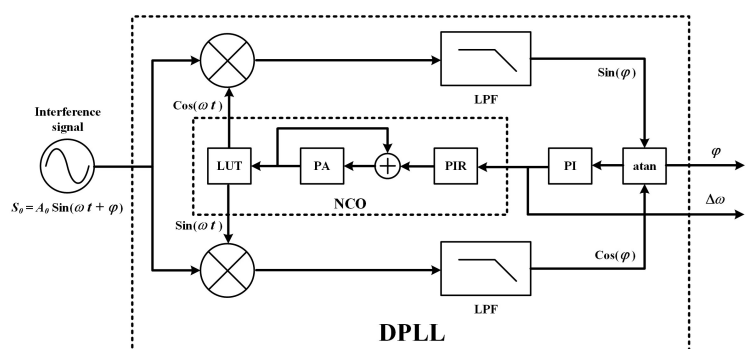 Interference
signal
S₀ = A₀ Sin(ω t + φ)
Cos(ω t)
LPF
Sin(φ)
LUT
PA
+
PIR
PI
atan
φ
Δω
NCO
Sin(ω t)
Cos(φ)
LPF
DPLL